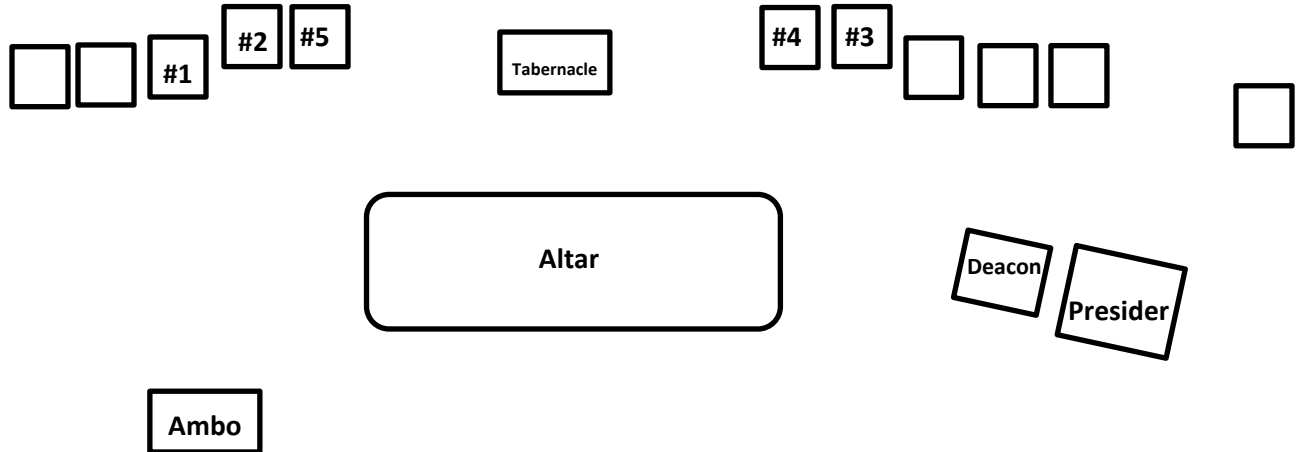 #1
#2
#5
Tabernacle
#4
#3
Altar
Deacon
Presider
Ambo